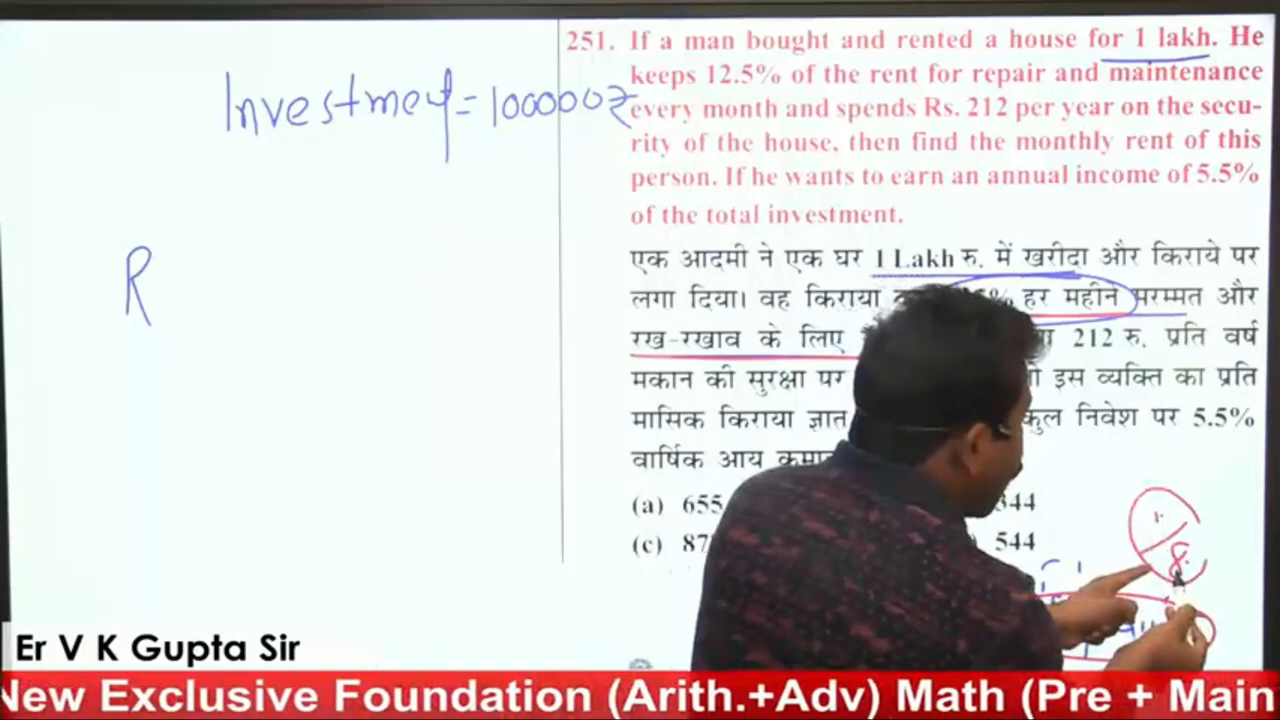 Investment = 100000₹
R
251. If a man bought and rented a house for 1 lakh. He
keeps 12.5% of the rent for repair and maintenance
every month and spends Rs. 212 per year on the secu-
rity of the house, then find the monthly rent of this
person. If he wants to earn an annual income of 5.5%
of the total investment.
एक आदमी ने एक घर 1 Lakh रु. में खरीदा और किराये पर
लगा दिया। वह किराया हर महीने मरम्मत और
रख-रखाव के लिए 212 रु. प्रति वर्ष
मकान की सुरक्षा पर इस व्यक्ति का प्रति
मासिक किराया ज्ञात कुल निवेश पर 5.5%
वार्षिक आय
(a) 655 344
(c) 544
8
Er V K Gupta Sir
New Exclusive Foundation (Arith.+Adv) Math (Pre + Main